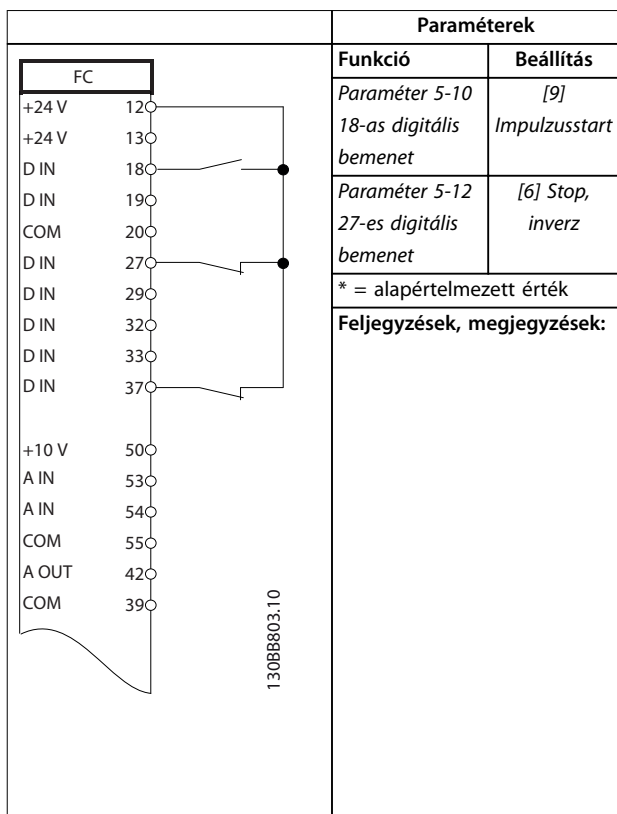 FC
+24 V 12
+24 V 13
D IN 18
D IN 19
COM 20
D IN 27
D IN 29
D IN 32
D IN 33
D IN 37
+10 V 50
A IN 53
A IN 54
COM 55
A OUT 42
COM 39
130BB803.10
Paraméterek
Funkció Beállítás
Paraméter 5-10 [9]
18-as digitális Impulzusstart
bemenet
Paraméter 5-12 [6] Stop,
27-es digitális inverz
bemenet
* = alapértelmezett érték
Feljegyzések, megjegyzések: